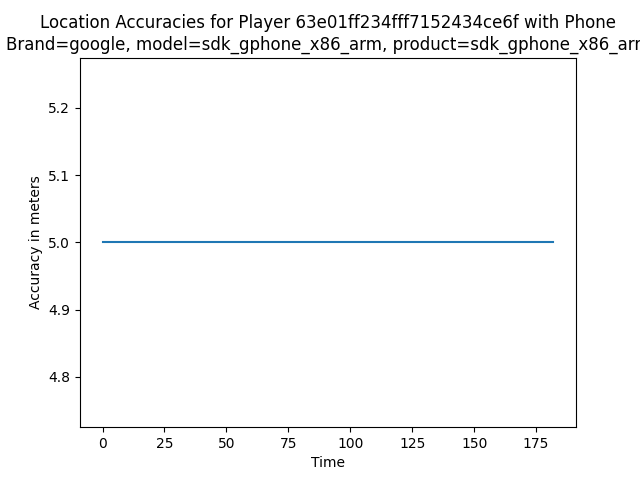 Location Accuracies for Player 63e01ff234fff7152434ce6f with Phone
Brand=google, model=sdk_gphone_x86_arm, product=sdk_gphone_x86_arm
5.2
5.1
5.0
4.9
4.8
Accuracy in meters
0 25 50 75 100 125 150 175
Time